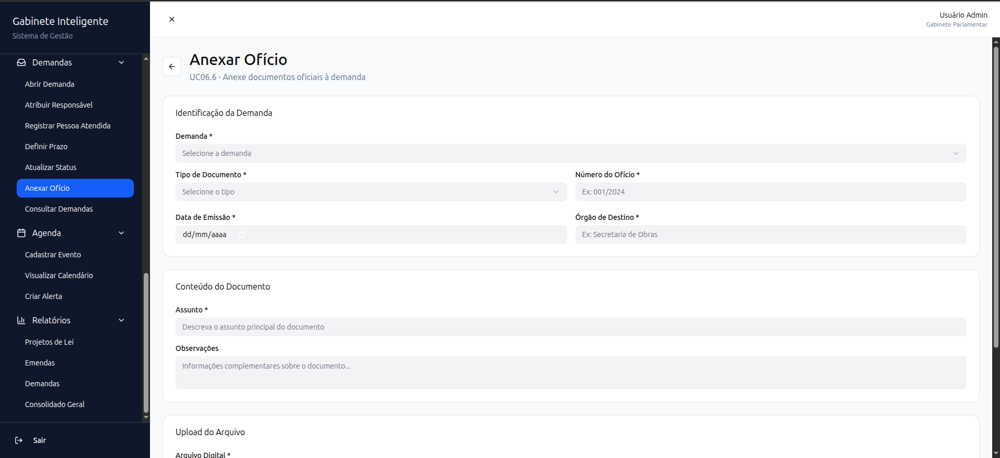 Gabinete Inteligente
Sistema de Gestão
Demandas
Abrir Demanda
Atribuir Responsável
Registrar Pessoa Atendida
Definir Prazo
Atualizar Status
Anexar Ofício
Consultar Demandas
Agenda
Cadastrar Evento
Visualizar Calendário
Criar Alerta
Relatórios
Projetos de Lei
Emendas
Demandas
Consolidado Geral
Sair
Usuário Admin
Gabinete Parlamentar
Anexar Ofício
UC06.6 - Anexe documentos oficiais à demanda
Identificação da Demanda
Demanda *
Selecione a demanda
Tipo de Documento *
Selecione o tipo
Número do Ofício *
Ex: 001/2024
Data de Emissão *
dd/mm/aaaa
Órgão de Destino *
Ex: Secretaria de Obras
Conteúdo do Documento
Assunto *
Descreva o assunto principal do documento
Observações
Informações complementares sobre o documento...
Upload do Arquivo
Arquivo Digital *